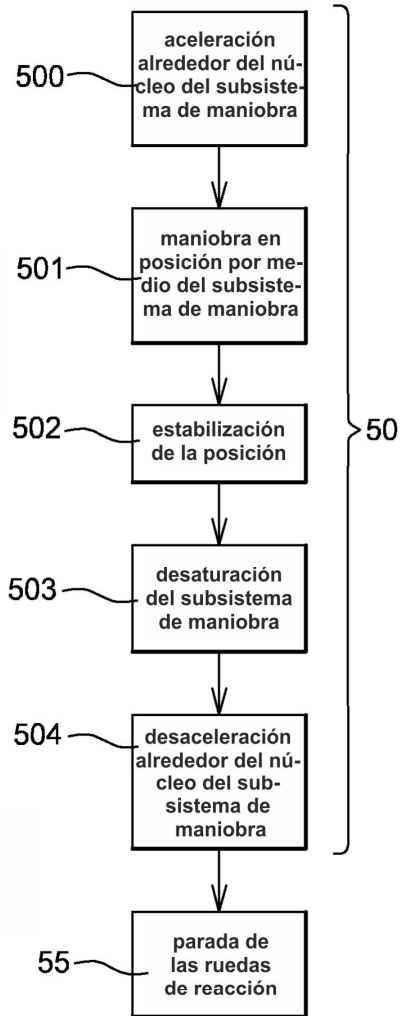 500
aceleración
alrededor del nú-
cleo del subsiste-
ma de maniobra
501
maniobra en
posición por me-
dio del subsiste-
ma de maniobra
502
estabilización
de la posición
50
503
desaturación
del subsistema
de maniobra
504
desaceleración
alrededor del nú-
cleo del sub-
sistema de
maniobra
55
parada de
las ruedas
de reacción